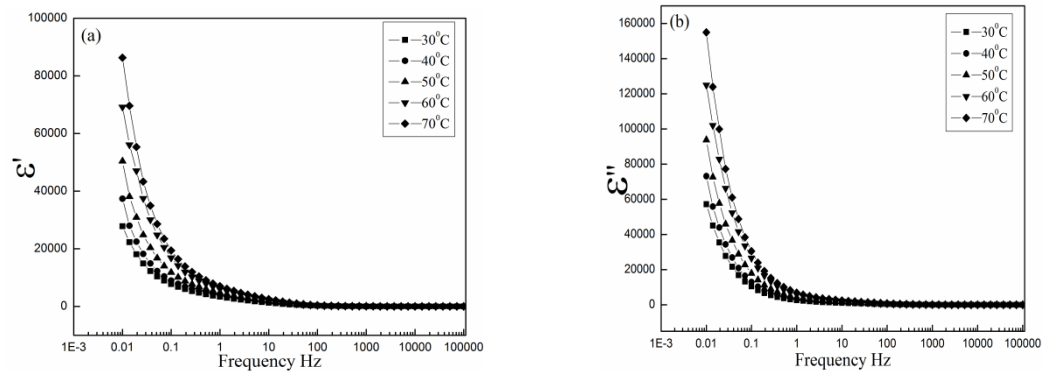 (a)
100000
80000
60000
40000
20000
0
ε'
30⁰C
40⁰C
50⁰C
60⁰C
70⁰C
1E-3 0.01 0.1 1 10 100 1000 10000 100000
Frequency Hz
(b)
160000
140000
120000
100000
80000
60000
40000
20000
0
ε''
30⁰C
40⁰C
50⁰C
60⁰C
70⁰C
1E-3 0.01 0.1 1 10 100 1000 10000 100000
Frequency Hz